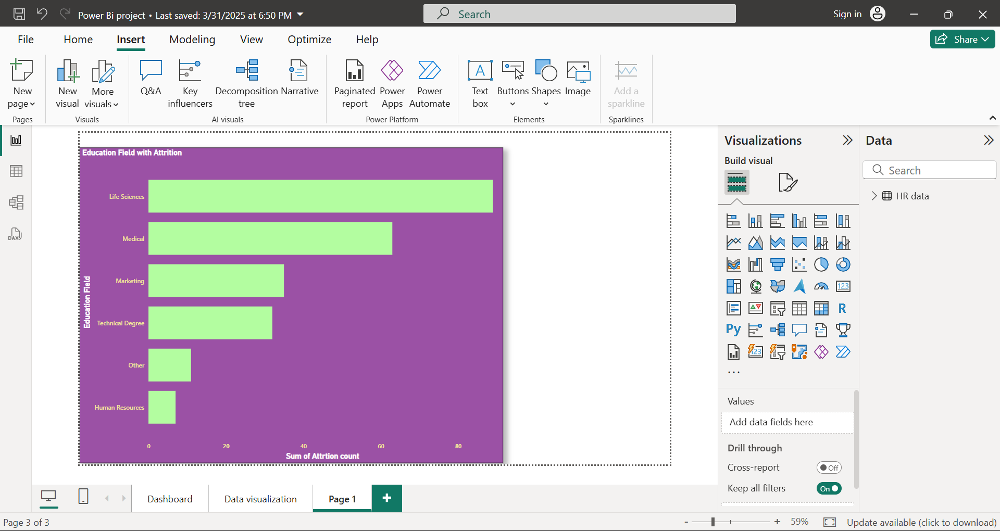 Power Bi project • Last saved: 3/31/2025 at 6:50 PM
Search
Sign in
File
Home
Insert
Modeling
View
Optimize
Help
Share
New page
New visual
More visuals
Q&A
Key influencers
Decomposition tree
Narrative
Paginated report
Power Apps
Power Automate
Text box
Buttons
Shapes
Image
Add a sparkline
Pages
Visuals
AI visuals
Power Platform
Elements
Sparklines
DAX
Education Field with Attrition
Education Field
Life Sciences
Medical
Marketing
Technical Degree
Other
Human Resources
0 20 40 60 80
Sum of Attrtion count
Visualizations
Build visual
123
R
Py
123
Values
Add data fields here
Drill through
Cross-report
Off
Keep all filters
On
Data
Search
HR data
Dashboard
Data visualization
Page 1
+
Page 3 of 3
- + 59%
Update available (click to download)